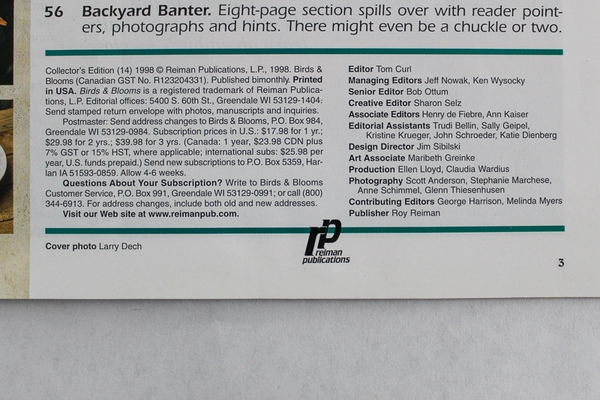 56 Backyard Banter. Eight-page section spills over with reader point-
ers, photographs and hints. There might even be a chuckle or two.
Collector's Edition (14) 1998 © Reiman Publications, L.P., 1998. Birds &
Blooms (Canadian GST No. R123204331). Published bimonthly. Printed
in USA. Birds & Blooms is a registered trademark of Reiman Publica-
tions, L.P. Editorial offices: 5400 S. 60th St., Greendale WI 53129-1404.
Send stamped return envelope with photos, manuscripts and inquiries.
Postmaster: Send address changes to Birds & Blooms, P.O. Box 984,
Greendale WI 53129-0984. Subscription prices in U.S.: $17.98 for 1 yr.;
$29.98 for 2 yrs.; $39.98 for 3 yrs. (Canada: 1 year, $23.98 CDN plus
7% GST or 15% HST, where applicable; international subs: $25.98 per
year, U.S. funds prepaid.) Send new subscriptions to P.O. Box 5359, Har-
lan IA 51593-0859. Allow 4-6 weeks.
Questions About Your Subscription? Write to Birds & Blooms
Customer Service, P.O. Box 991, Greendale WI 53129-0991; or call (800)
344-6913. For address changes, include both old and new addresses.
Visit our Web site at www.reimanpub.com.
Editor Tom Curl
Managing Editors Jeff Nowak, Ken Wysocky
Senior Editor Bob Ottum
Creative Editor Sharon Selz
Associate Editors Henry de Fiebre, Ann Kaiser
Editorial Assistants Trudi Bellin, Sally Geipel,
Kristine Krueger, John Schroeder, Katie Dienberg
Design Director Jim Sibilski
Art Associate Maribeth Greinke
Production Ellen Lloyd, Claudia Wardius
Photography Scott Anderson, Stephanie Marchese,
Anne Schimmel, Glenn Thiesenhusen
Contributing Editors George Harrison, Melinda Myers
Publisher Roy Reiman
Cover photo Larry Dech
rp
reiman
publications
3